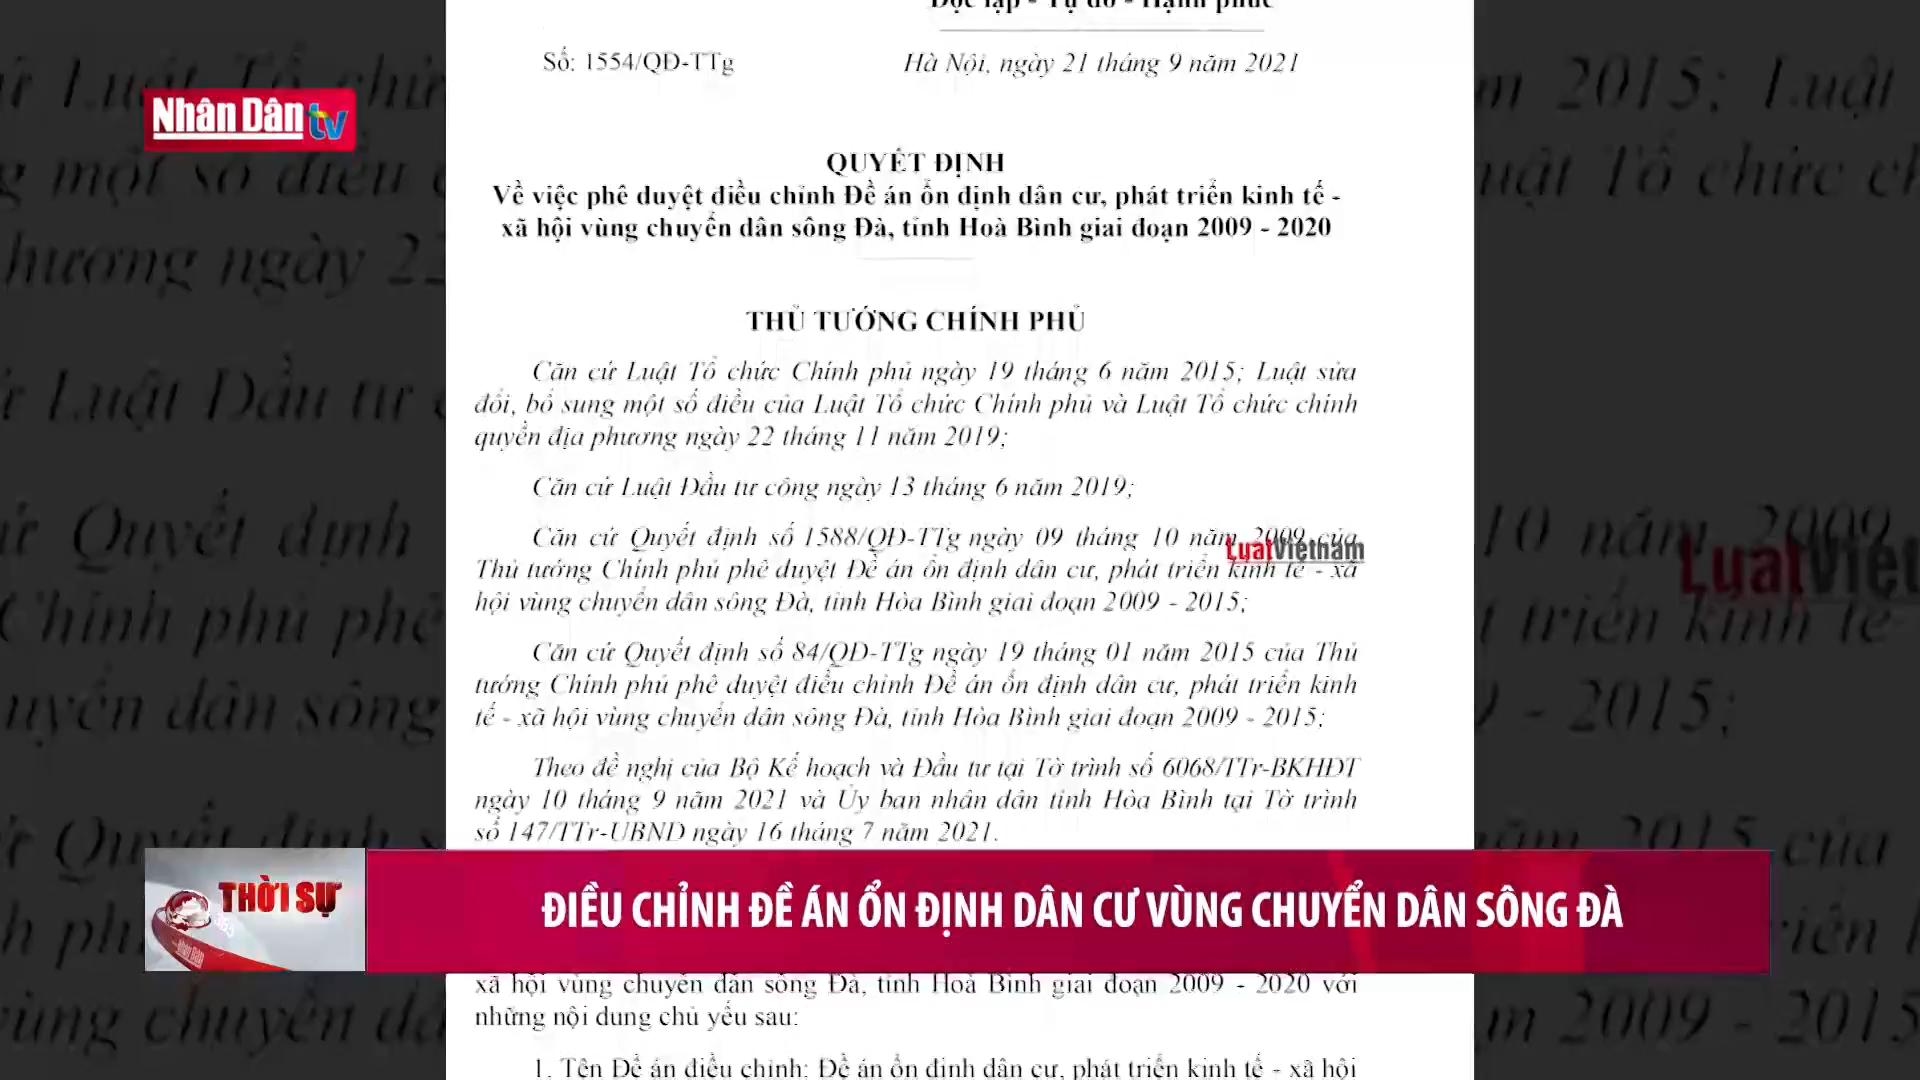 Độc lập - Tự do - Hạnh phúc
Số: 1554/QĐ-TTg
Hà Nội, ngày 21 tháng 9 năm 2021
Nhân Dân tv
QUYẾT ĐỊNH
Về việc phê duyệt điều chỉnh Đề án ổn định dân cư, phát triển kinh tế -
xã hội vùng chuyển dân sông Đà, tỉnh Hoà Bình giai đoạn 2009 - 2020
THỦ TƯỚNG CHÍNH PHỦ
Căn cứ Luật Tổ chức Chính phủ ngày 19 tháng 6 năm 2015; Luật sửa
đổi, bổ sung một số điều của Luật Tổ chức Chính phủ và Luật Tổ chức chính
quyền địa phương ngày 22 tháng 11 năm 2019;
Căn cứ Luật Đầu tư công ngày 13 tháng 6 năm 2019;
Căn cứ Quyết định số 1588/QĐ-TTg ngày 09 tháng 10 năm 2009 của
LuatVietnam
Thủ tướng Chính phủ phê duyệt Đề án ổn định dân cư, phát triển kinh tế - xã
hội vùng chuyển dân sông Đà, tỉnh Hòa Bình giai đoạn 2009 - 2015;
Căn cứ Quyết định số 84/QĐ-TTg ngày 19 tháng 01 năm 2015 của Thủ
tướng Chính phủ phê duyệt điều chỉnh Đề án ổn định dân cư, phát triển kinh
tế - xã hội vùng chuyển dân sông Đà, tỉnh Hòa Bình giai đoạn 2009 - 2015;
Theo đề nghị của Bộ Kế hoạch và Đầu tư tại Tờ trình số 6068/TTr-BKHĐT
ngày 10 tháng 9 năm 2021 và Ủy ban nhân dân tỉnh Hòa Bình tại Tờ trình
số 147/TTr-UBND ngày 16 tháng 7 năm 2021.
THỜI SỰ
ĐIỀU CHỈNH ĐỀ ÁN ỔN ĐỊNH DÂN CƯ VÙNG CHUYỂN DÂN SÔNG ĐÀ
xã hội vùng chuyển dân sông Đà, tỉnh Hoà Bình giai đoạn 2009 - 2020 với
những nội dung chủ yếu sau:
1. Tên Đề án điều chỉnh: Đề án ổn định dân cư, phát triển kinh tế - xã hội